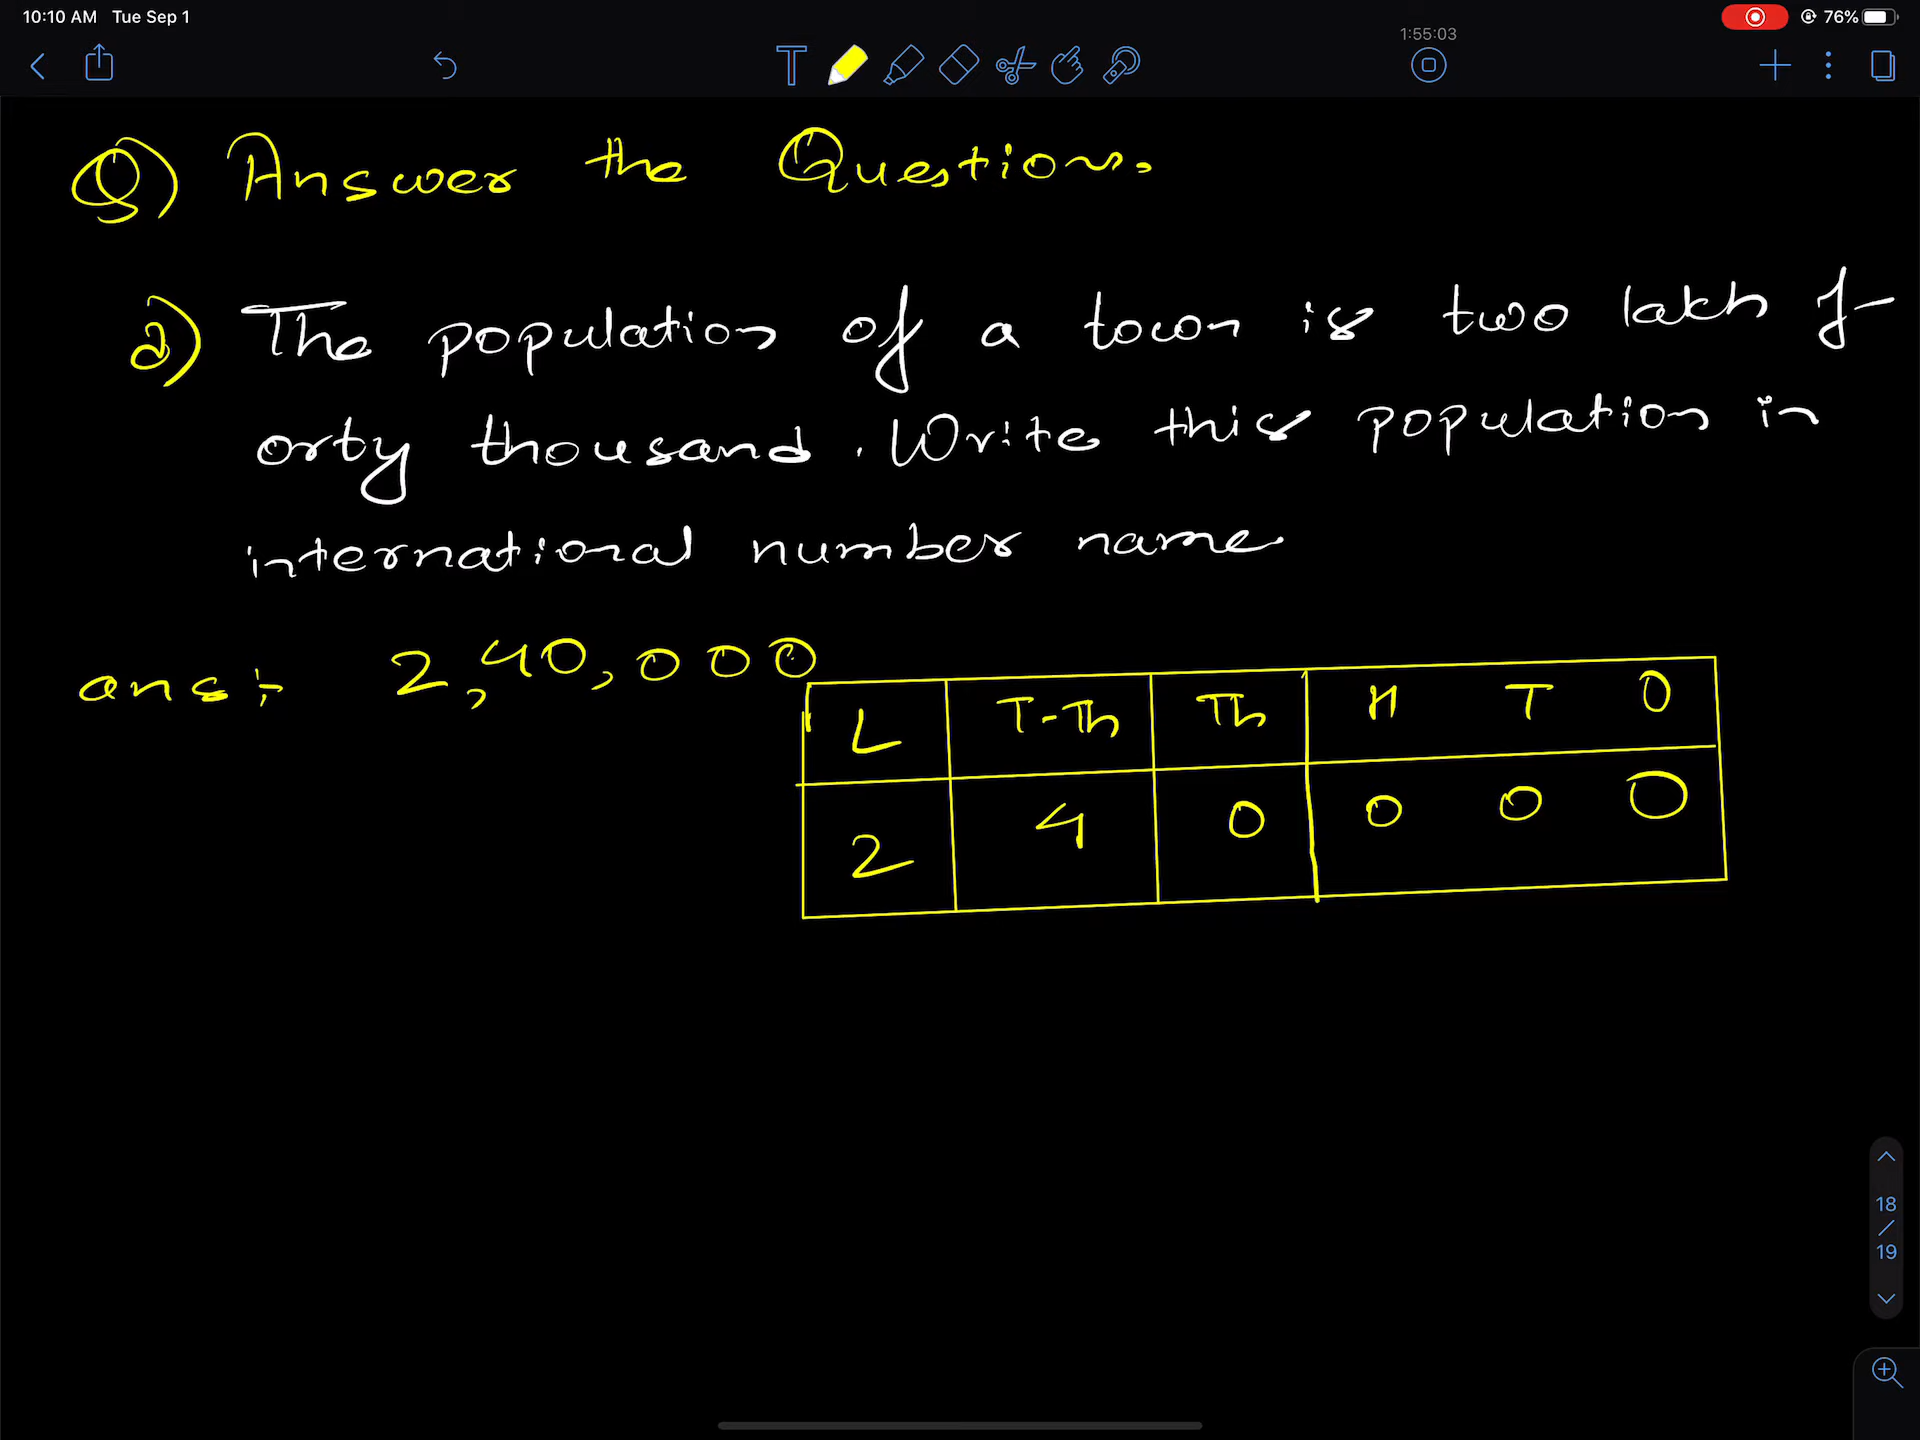 10:10 AM Tue Sep 1
76%
1:55:03
Q) Answer the Questions.
a) The population of a town is two lakh f-
orty thousand. Write this population in
international number name
ans:- 2,40,000
L T-Th Th H T O
2 4 0 0 0 0
18
/
19